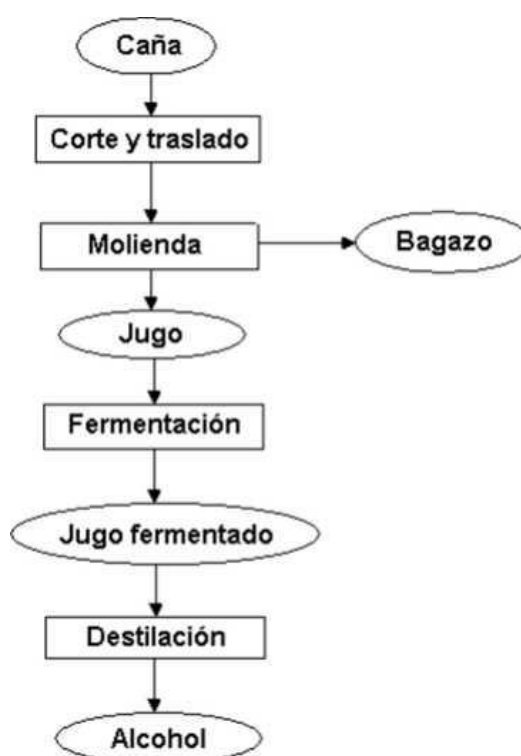 Caña
Corte y traslado
Molienda
Bagazo
Jugo
Fermentación
Jugo fermentado
Destilación
Alcohol